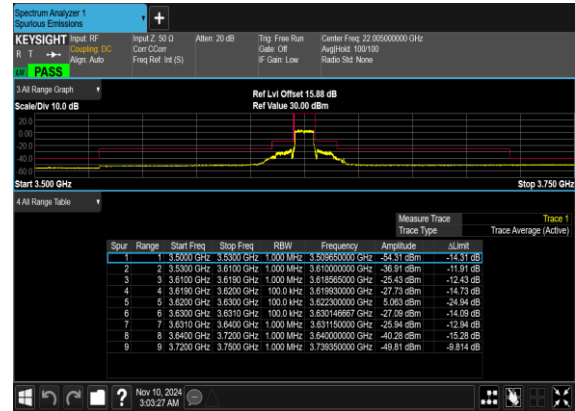 Spectrum Analyzer 1
Spurious Emissions
KEYSIGHT Input: RF Input Z: 50 Ω Atten: 20 dB Trig: Free Run Center Freq: 22.005000000 GHz
R T Coupling: DC Corr CCorr Gate: Off Avg|Hold: 100/100
Align: Auto Freq Ref: Int (S) IF Gain: Low Radio Std: None
PASS
3 All Range Graph Ref Lvl Offset 15.88 dB
Scale/Div 10.0 dB Ref Value 30.00 dBm
20.0
0.00
-20.0
-40.0
-60.0
Start 3.500 GHz Stop 3.750 GHz
4 All Range Table
Measure Trace Trace 1
Trace Type Trace Average (Active)
Spur Range Start Freq Stop Freq RBW Frequency Amplitude ΔLimit
1 1 3.5000 GHz 3.5300 GHz 1.000 MHz 3.509650000 GHz -54.31 dBm -14.31 dB
2 2 3.5300 GHz 3.6100 GHz 1.000 MHz 3.610000000 GHz -36.91 dBm -11.91 dB
3 3 3.6100 GHz 3.6190 GHz 1.000 MHz 3.618565000 GHz -25.43 dBm -12.43 dB
4 4 3.6190 GHz 3.6200 GHz 100.0 kHz 3.619930000 GHz -27.73 dBm -14.73 dB
5 5 3.6200 GHz 3.6300 GHz 100.0 kHz 3.622300000 GHz 5.063 dBm -24.94 dB
6 6 3.6300 GHz 3.6310 GHz 100.0 kHz 3.630146667 GHz -27.09 dBm -14.09 dB
7 7 3.6310 GHz 3.6400 GHz 1.000 MHz 3.631150000 GHz -25.94 dBm -12.94 dB
8 8 3.6400 GHz 3.7200 GHz 1.000 MHz 3.640000000 GHz -40.28 dBm -15.28 dB
9 9 3.7200 GHz 3.7500 GHz 1.000 MHz 3.739350000 GHz -49.81 dBm -9.814 dB
? Nov 10, 2024
3:03:27 AM